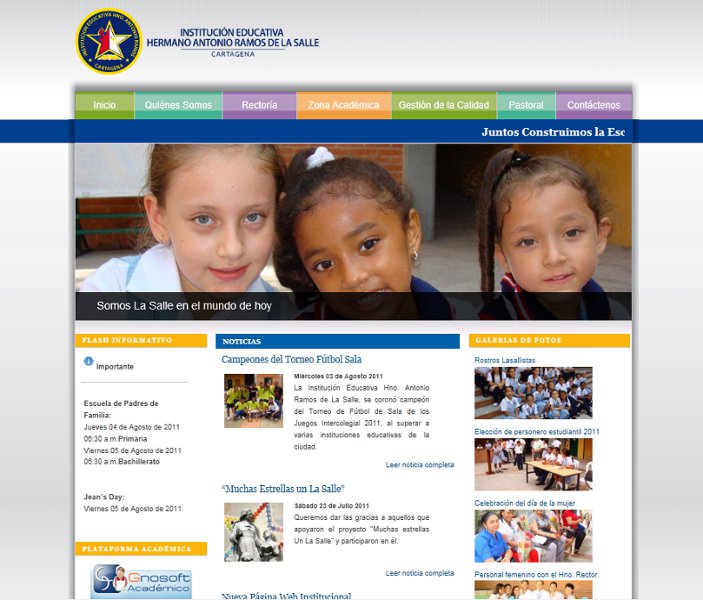 INSTITUCIÓN EDUCATIVA
HERMANO ANTONIO RAMOS DE LA SALLE
CARTAGENA
INSTITUCION EDUCATIVA HNO. ANTONIO RAMOS
CARTAGENA
Inicio
Quiénes Somos
Rectoría
Zona Académica
Gestión de la Calidad
Pastoral
Contáctenos
Juntos Construimos la Esc
Somos La Salle en el mundo de hoy
FLASH INFORMATIVO
Importante
Escuela de Padres de
Familia:
Jueves 04 de Agosto de 2011
06:30 a.m.Primaria
Viernes 05 de Agosto de 2011
06:30 a.m.Bachillerato
Jean's Day:
Viernes 05 de Agosto de 2011.
PLATAFORMA ACADÉMICA
Gnosoft
Académico
NOTICIAS
Campeones del Torneo Fútbol Sala
Miércoles 03 de Agosto 2011
La Institución Educativa Hno. Antonio
Ramos de La Salle, se coronó campeón
del Torneo de Fútbol de Sala de los
Juegos Intercolegial 2011, al superar a
varias instituciones educativas de la
ciudad.
Leer noticia completa
“Muchas Estrellas un La Salle”
Sábado 23 de Julio 2011
Queremos dar las gracias a aquellos que
apoyaron el proyecto "Muchas estrellas
Un La Salle" y participaron en él.
Leer noticia completa
Nueva Página Web Institucional
GALERIAS DE FOTOS
Rostros Lasallistas
Elección de personero estudiantil 2011
Celebración del día de la mujer
Personal femenino con el Hno. Rector.